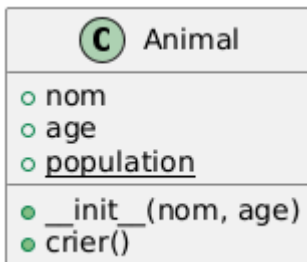 C Animal
nom
age
population
__init__(nom, age)
crier()